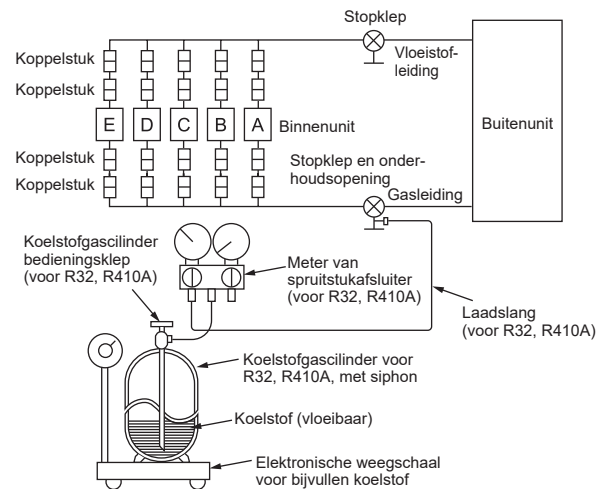 Stopklep
Koppelstuk
Vloeistof-
leiding
Koppelstuk
E D C B A
Binnenunit
Buitenunit
Koppelstuk
Stopklep en onder-
houdsopening
Koppelstuk
Gasleiding
Koelstofgascilinder
bedieningsklep
(voor R32, R410A)
Meter van
spruitstukafsluiter
(voor R32, R410A)
Laadslang
(voor R32, R410A)
Koelstofgascilinder voor
R32, R410A, met siphon
Koelstof (vloeibaar)
Elektronische weegschaal
voor bijvullen koelstof